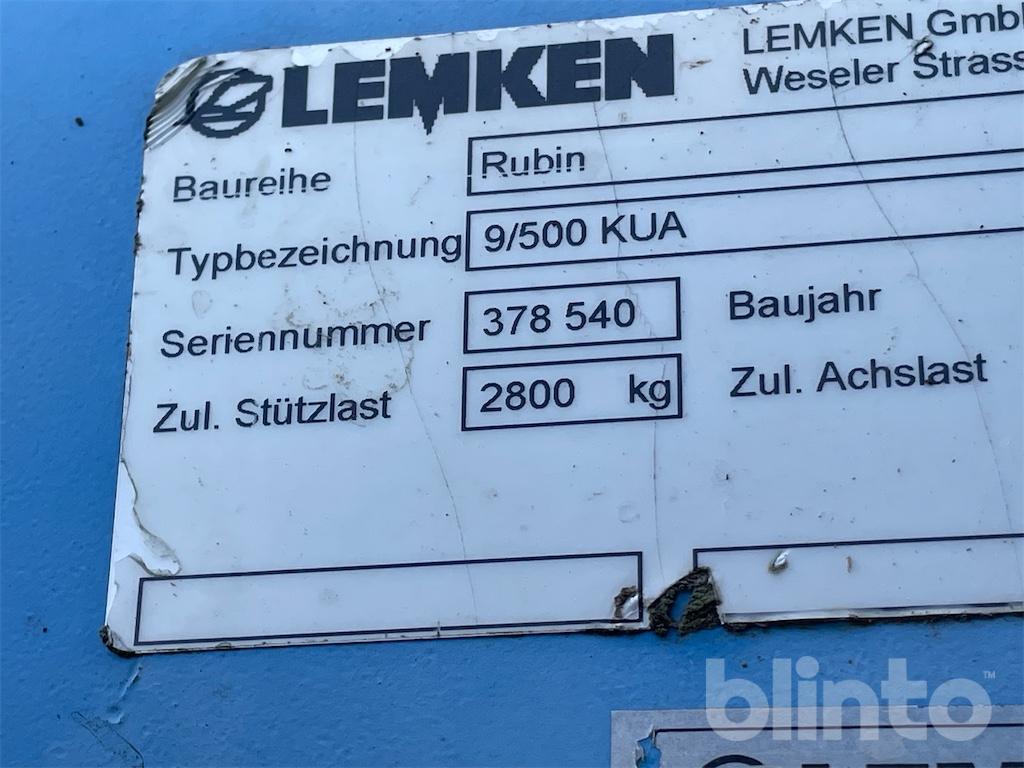 LEMKEN
LEMKEN Gmb
Weseler Strass
Baureihe Rubin
Typbezeichnung 9/500 KUA
Seriennummer 378 540 Baujahr
Zul. Stützlast 2800 kg Zul. Achslast
blinto™